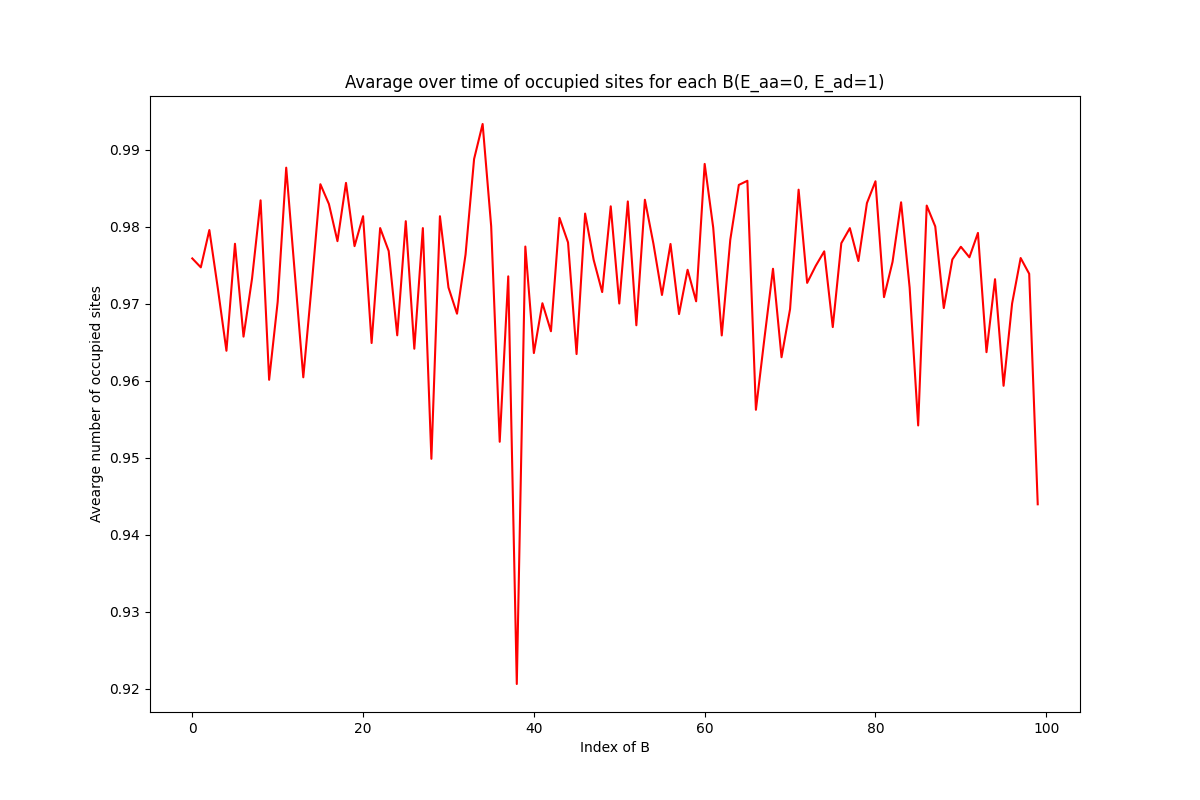 Avarage over time of occupied sites for each B(E_aa=0, E_ad=1)
Avearge number of occupied sites
0.99
0.98
0.97
0.96
0.95
0.94
0.93
0.92
0 20 40 60 80 100
Index of B